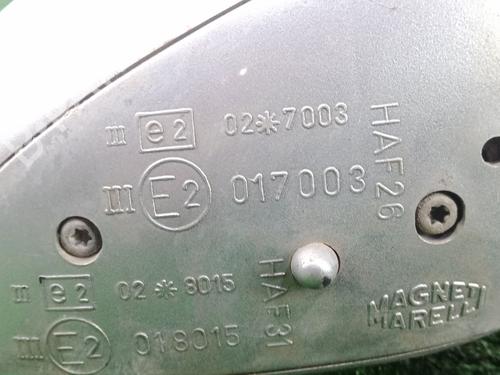 III e2 02*7003
III E2 017003
HAF26
II e2 02*8015
III E2 018015
HAF31
MAGNETI
MARELLI